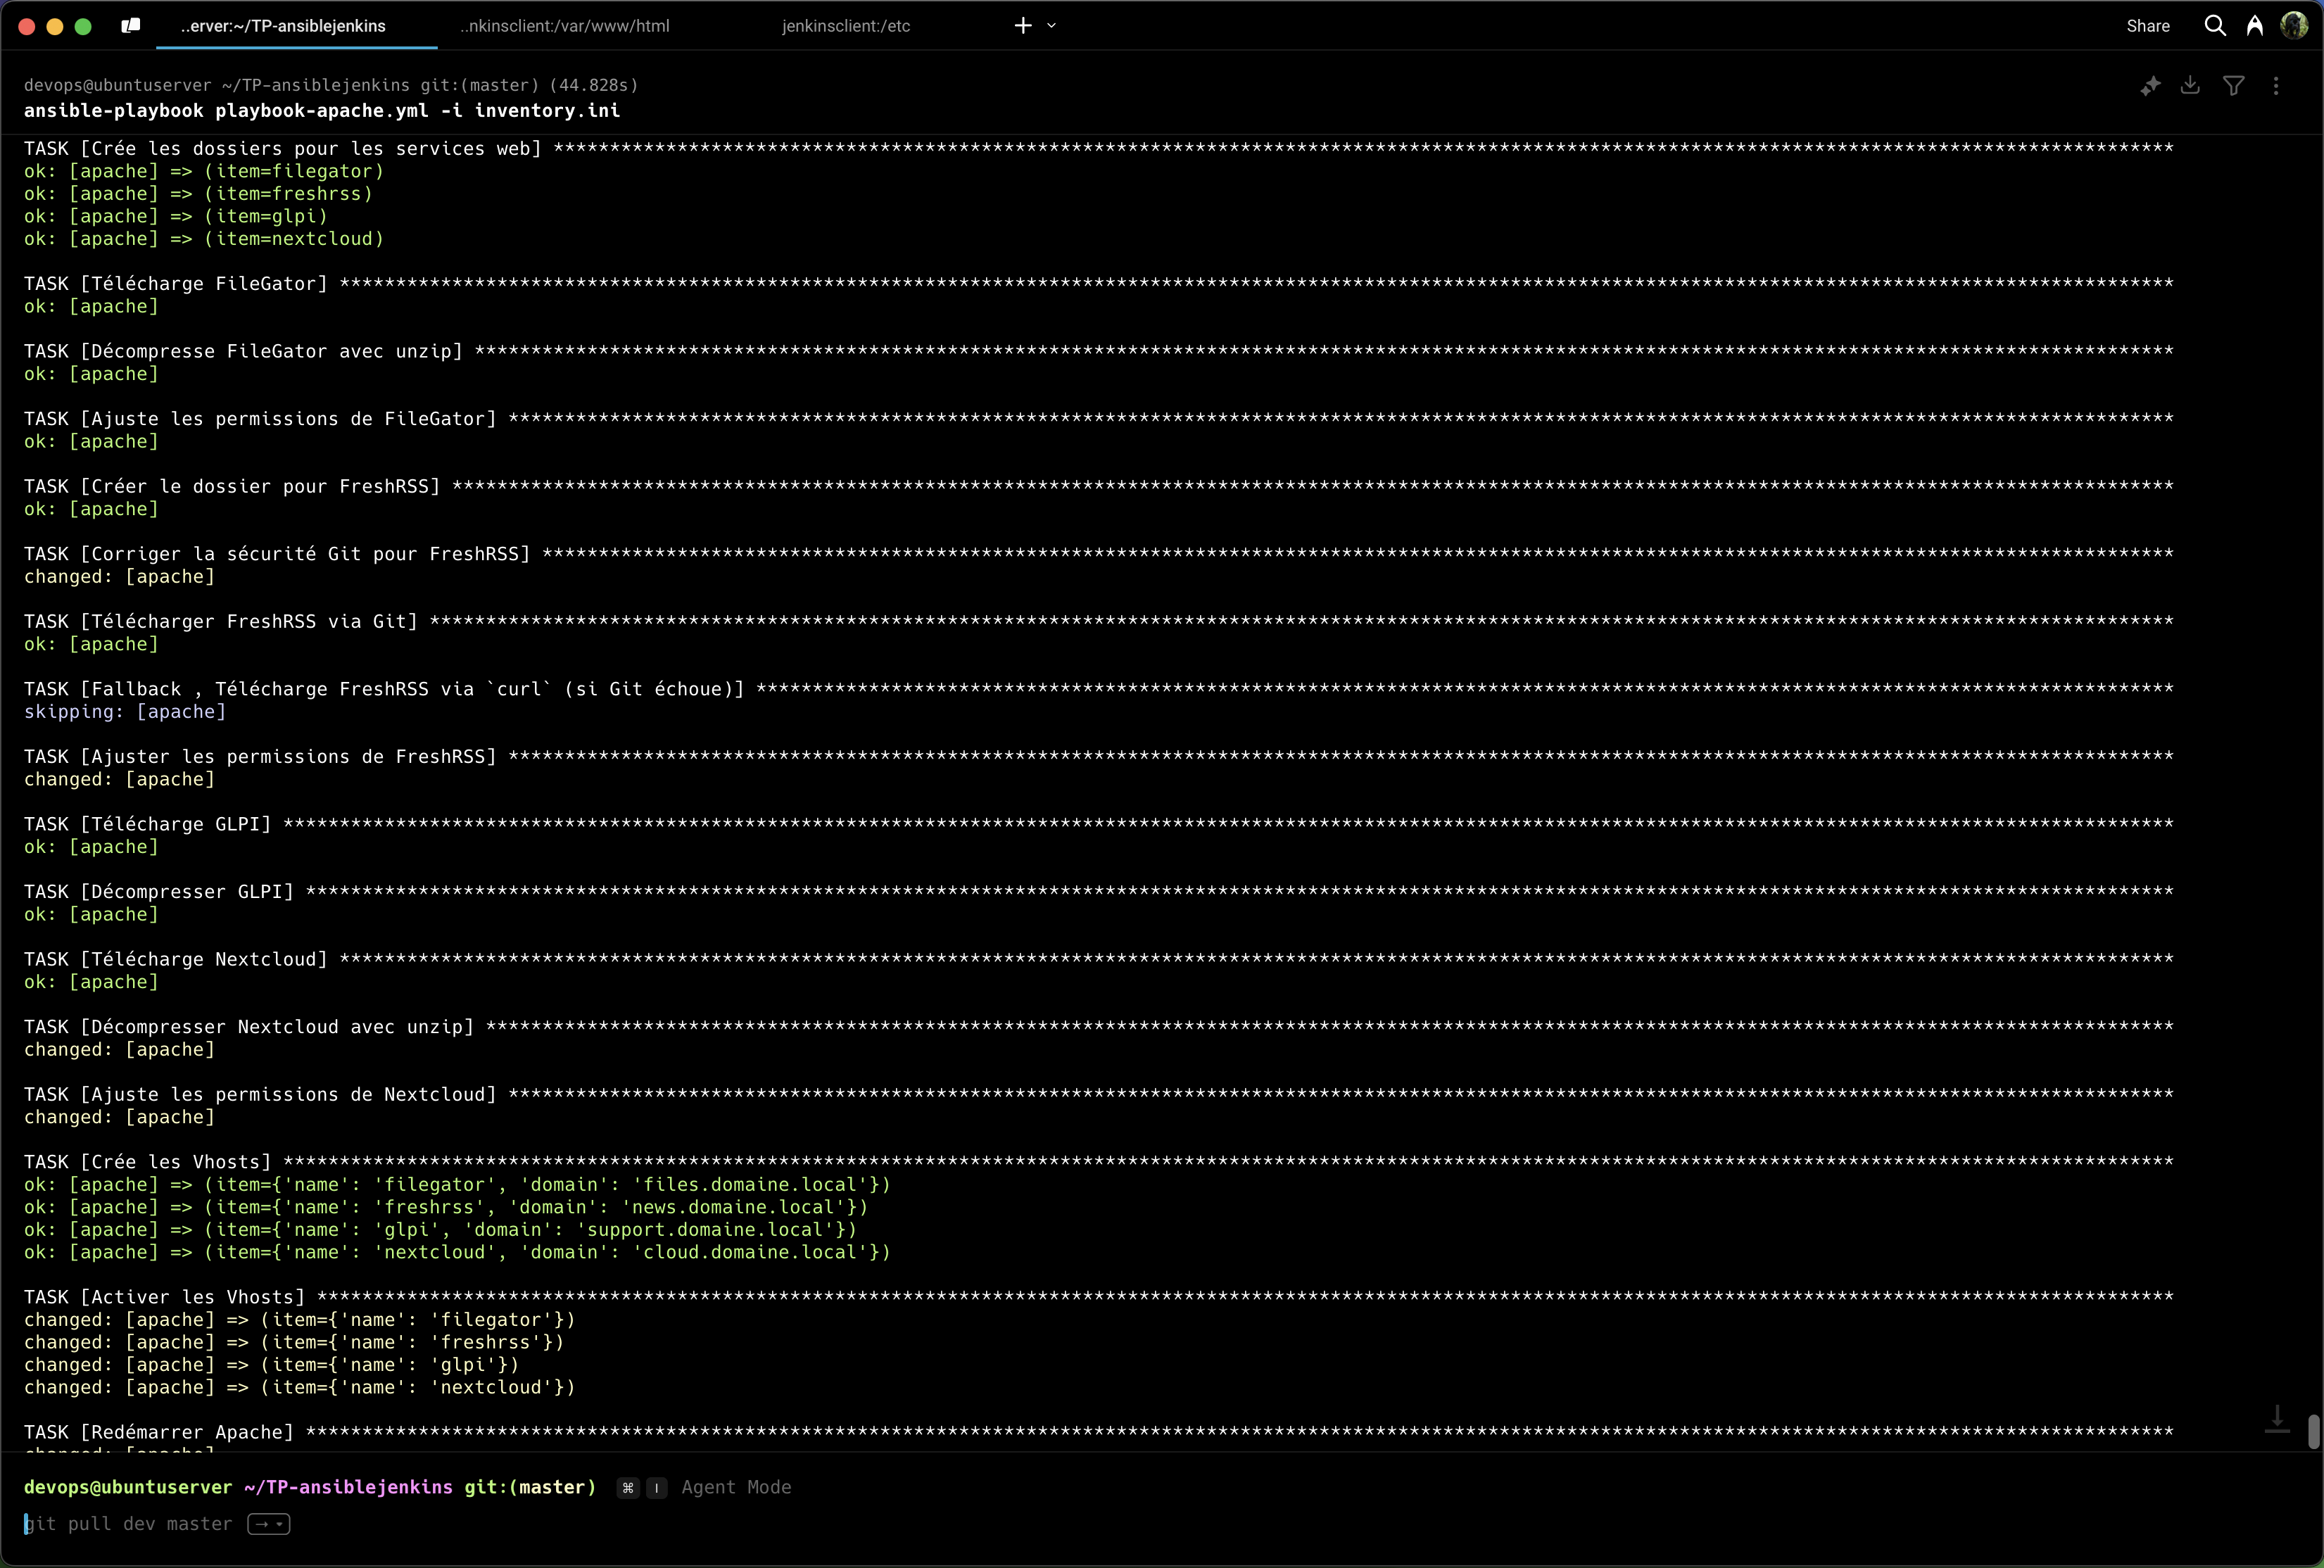 ..erver:~/TP-ansiblejenkins ..nkinsclient:/var/www/html jenkinsclient:/etc Share
devops@ubuntuserver ~/TP-ansiblejenkins git:(master) (44.828s)
ansible-playbook playbook-apache.yml -i inventory.ini
TASK [Crée les dossiers pour les services web] ************************************************************************************************************************************************
ok: [apache] => (item=filegator)
ok: [apache] => (item=freshrss)
ok: [apache] => (item=glpi)
ok: [apache] => (item=nextcloud)
TASK [Télécharge FileGator] *******************************************************************************************************************************************************************
ok: [apache]
TASK [Décompresse FileGator avec unzip] *******************************************************************************************************************************************************
ok: [apache]
TASK [Ajuste les permissions de FileGator] ****************************************************************************************************************************************************
ok: [apache]
TASK [Créer le dossier pour FreshRSS] *********************************************************************************************************************************************************
ok: [apache]
TASK [Corriger la sécurité Git pour FreshRSS] *************************************************************************************************************************************************
changed: [apache]
TASK [Télécharger FreshRSS via Git] ***********************************************************************************************************************************************************
ok: [apache]
TASK [Fallback , Télécharge FreshRSS via `curl` (si Git échoue)] ******************************************************************************************************************************
skipping: [apache]
TASK [Ajuster les permissions de FreshRSS] ****************************************************************************************************************************************************
changed: [apache]
TASK [Télécharge GLPI] ************************************************************************************************************************************************************************
ok: [apache]
TASK [Décompresser GLPI] **********************************************************************************************************************************************************************
ok: [apache]
TASK [Télécharge Nextcloud] *******************************************************************************************************************************************************************
ok: [apache]
TASK [Décompresser Nextcloud avec unzip] ******************************************************************************************************************************************************
changed: [apache]
TASK [Ajuste les permissions de Nextcloud] ****************************************************************************************************************************************************
changed: [apache]
TASK [Crée les Vhosts] ************************************************************************************************************************************************************************
ok: [apache] => (item={'name': 'filegator', 'domain': 'files.domaine.local'})
ok: [apache] => (item={'name': 'freshrss', 'domain': 'news.domaine.local'})
ok: [apache] => (item={'name': 'glpi', 'domain': 'support.domaine.local'})
ok: [apache] => (item={'name': 'nextcloud', 'domain': 'cloud.domaine.local'})
TASK [Activer les Vhosts] *********************************************************************************************************************************************************************
changed: [apache] => (item={'name': 'filegator'})
changed: [apache] => (item={'name': 'freshrss'})
changed: [apache] => (item={'name': 'glpi'})
changed: [apache] => (item={'name': 'nextcloud'})
TASK [Redémarrer Apache] **********************************************************************************************************************************************************************
changed: [apache]
devops@ubuntuserver ~/TP-ansiblejenkins git:(master) ⌘ I Agent Mode
git pull dev master